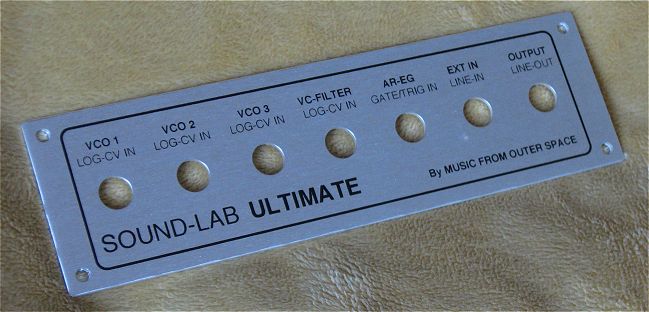 VCO 1
LOG-CV IN
VCO 2
LOG-CV IN
VCO 3
LOG-CV IN
VC-FILTER
LOG-CV IN
AR-EG
GATE/TRIG IN
EXT IN
LINE-IN
OUTPUT
LINE-OUT
SOUND-LAB ULTIMATE
By MUSIC FROM OUTER SPACE